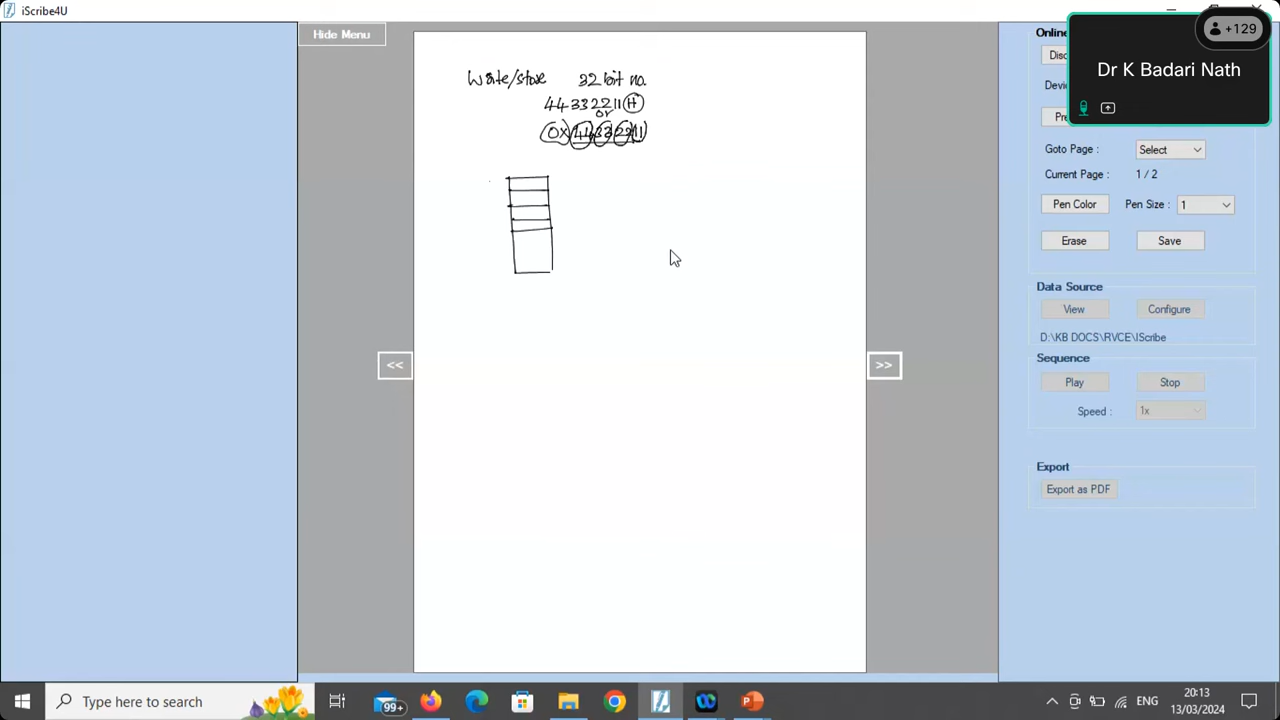 iScribe4U
Hide Menu
Write/store 32 bit no.
44332211 H
or
0x 44332211
<<
>>
+129
Dr K Badari Nath
Goto Page :
Select
Current Page : 1 / 2
Pen Color
Pen Size :
1
Erase
Save
Data Source
View
Configure
D:\KB DOCS\RVCE\IScribe
Sequence
Play
Stop
Speed :
1x
Export
Export as PDF
Type here to search
99+
ENG
20:13
13/03/2024